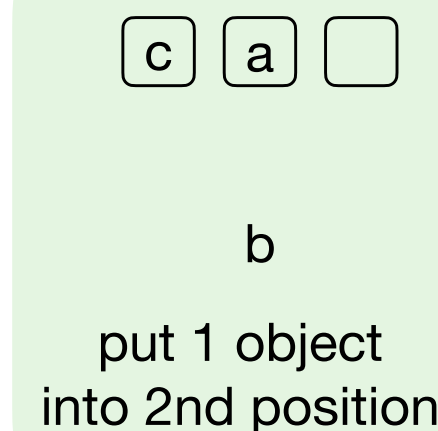 c a
b
put 1 object
into 2nd position